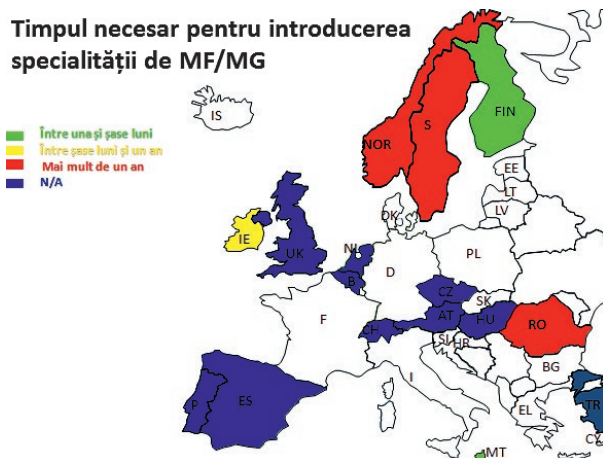 Timpul necesar pentru introducerea
specialității de MF/MG
Între una și șase luni
Între șase luni și un an
Mai mult de un an
N/A
IS
FIN
S
NOR
EE
LT
LV
DK
IE
UK
NL
PL
B
D
CZ
SK
F
AT
HU
CH
RO
SI
HR
BG
I
P
ES
EL
TR
CY
MT